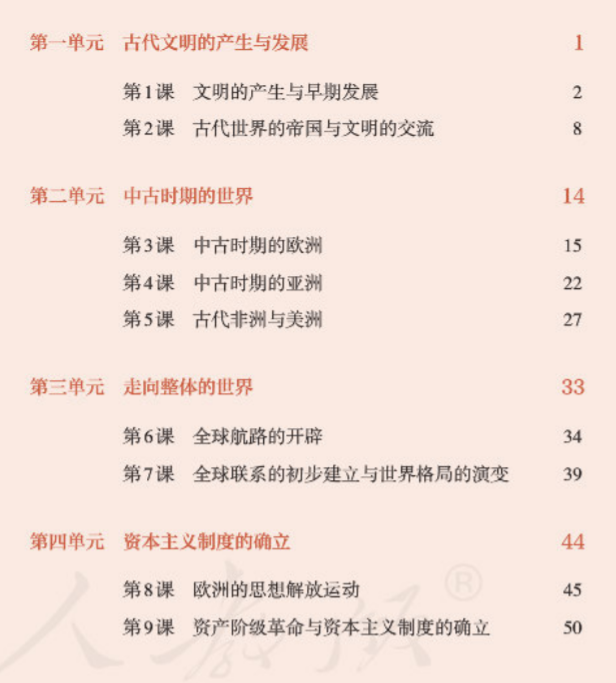 第一单元 古代文明的产生与发展 1
第1课 文明的产生与早期发展 2
第2课 古代世界的帝国与文明的交流 8
第二单元 中古时期的世界 14
第3课 中古时期的欧洲 15
第4课 中古时期的亚洲 22
第5课 古代非洲与美洲 27
第三单元 走向整体的世界 33
第6课 全球航路的开辟 34
第7课 全球联系的初步建立与世界格局的演变 39
第四单元 资本主义制度的确立 44
第8课 欧洲的思想解放运动 45
第9课 资产阶级革命与资本主义制度的确立 50
人教领®